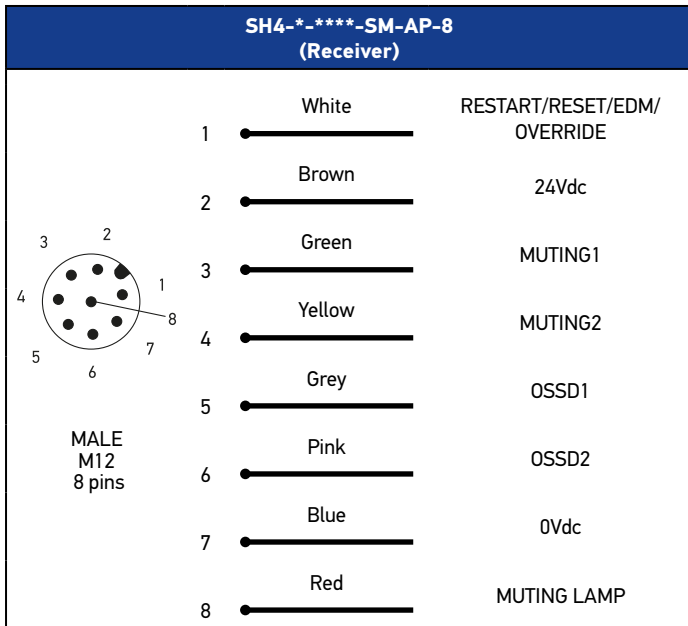 SH4-*-****-SM-AP-8
(Receiver)
1 White RESTART/RESET/EDM/
OVERRIDE
2 Brown 24Vdc
3 Green MUTING1
4 Yellow MUTING2
5 Grey OSSD1
6 Pink OSSD2
7 Blue 0Vdc
8 Red MUTING LAMP
3
2
1
4
8
5
6
7
MALE
M12
8 pins